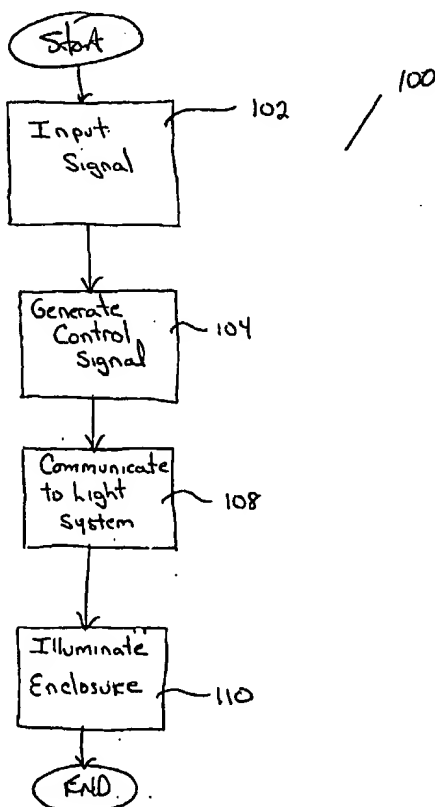 Start
100
Input
Signal
102
Generate
Control
Signal
104
Communicate
to Light
System
108
Illuminate
Enclosure
110
END